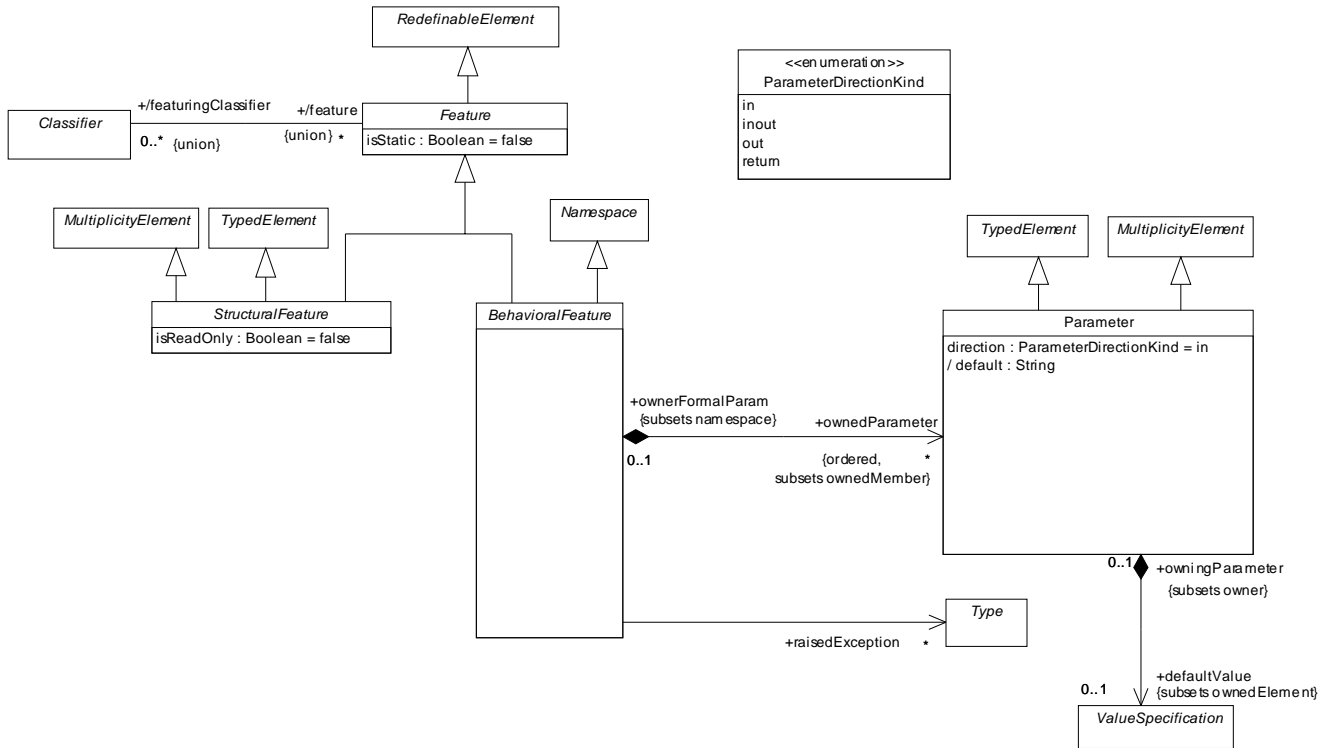 RedefinableElement
<<enumeration>>
ParameterDirectionKind
in
inout
out
return
+/featuringClassifier
+/feature
Classifier
Feature
0..*
{union}
{union}
*
isStatic : Boolean = false
MultiplicityElement
TypedElement
Namespace
TypedElement
MultiplicityElement
StructuralFeature
isReadOnly : Boolean = false
BehavioralFeature
Parameter
direction : ParameterDirectionKind = in
/ default : String
+ownerFormalParam
{subsets namespace}
+ownedParameter
0..1
{ordered,
*
subsets ownedMember}
0..1
+owningParameter
{subsets owner}
Type
+raisedException
*
+defaultValue
0..1
{subsets ownedElement}
ValueSpecification